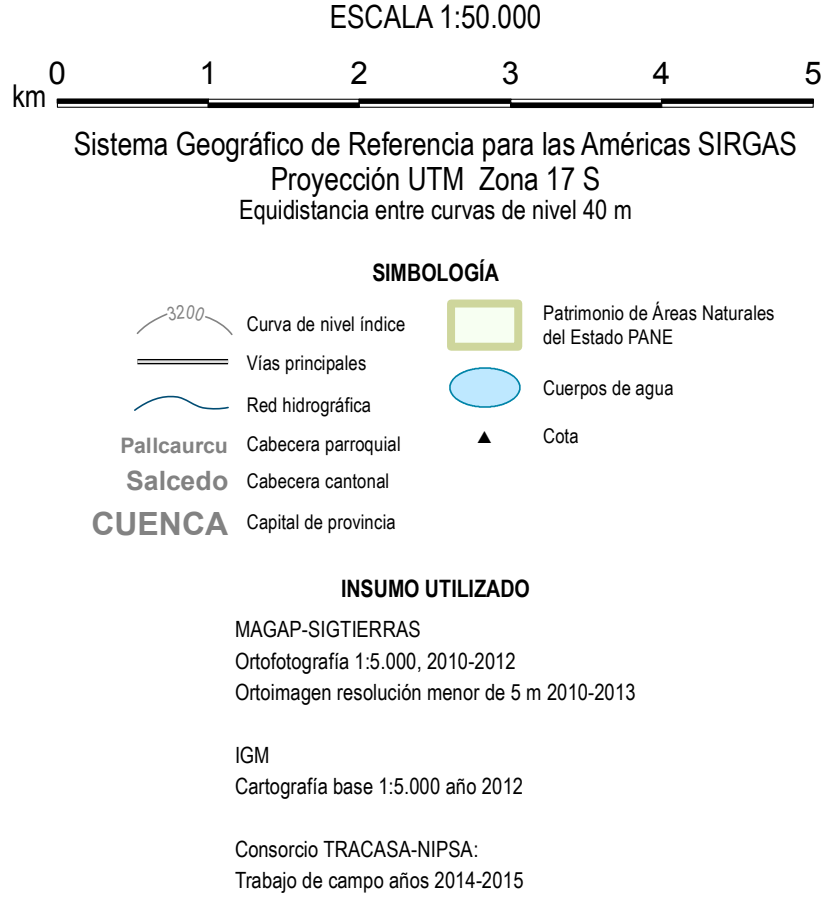 ESCALA 1:50.000
0 1 2 3 4 5
km
Sistema Geográfico de Referencia para las Américas SIRGAS
Proyección UTM Zona 17 S
Equidistancia entre curvas de nivel 40 m
SIMBOLOGÍA
3200 Curva de nivel índice
Vías principales
Red hidrográfica
Pallcaurcu Cabecera parroquial
Salcedo Cabecera cantonal
CUENCA Capital de provincia
Patrimonio de Áreas Naturales
del Estado PANE
Cuerpos de agua
Cota
INSUMO UTILIZADO
MAGAP-SIGTIERRAS
Ortofotografía 1:5.000, 2010-2012
Ortoimagen resolución menor de 5 m 2010-2013
IGM
Cartografía base 1:5.000 año 2012
Consorcio TRACASA-NIPSA:
Trabajo de campo años 2014-2015